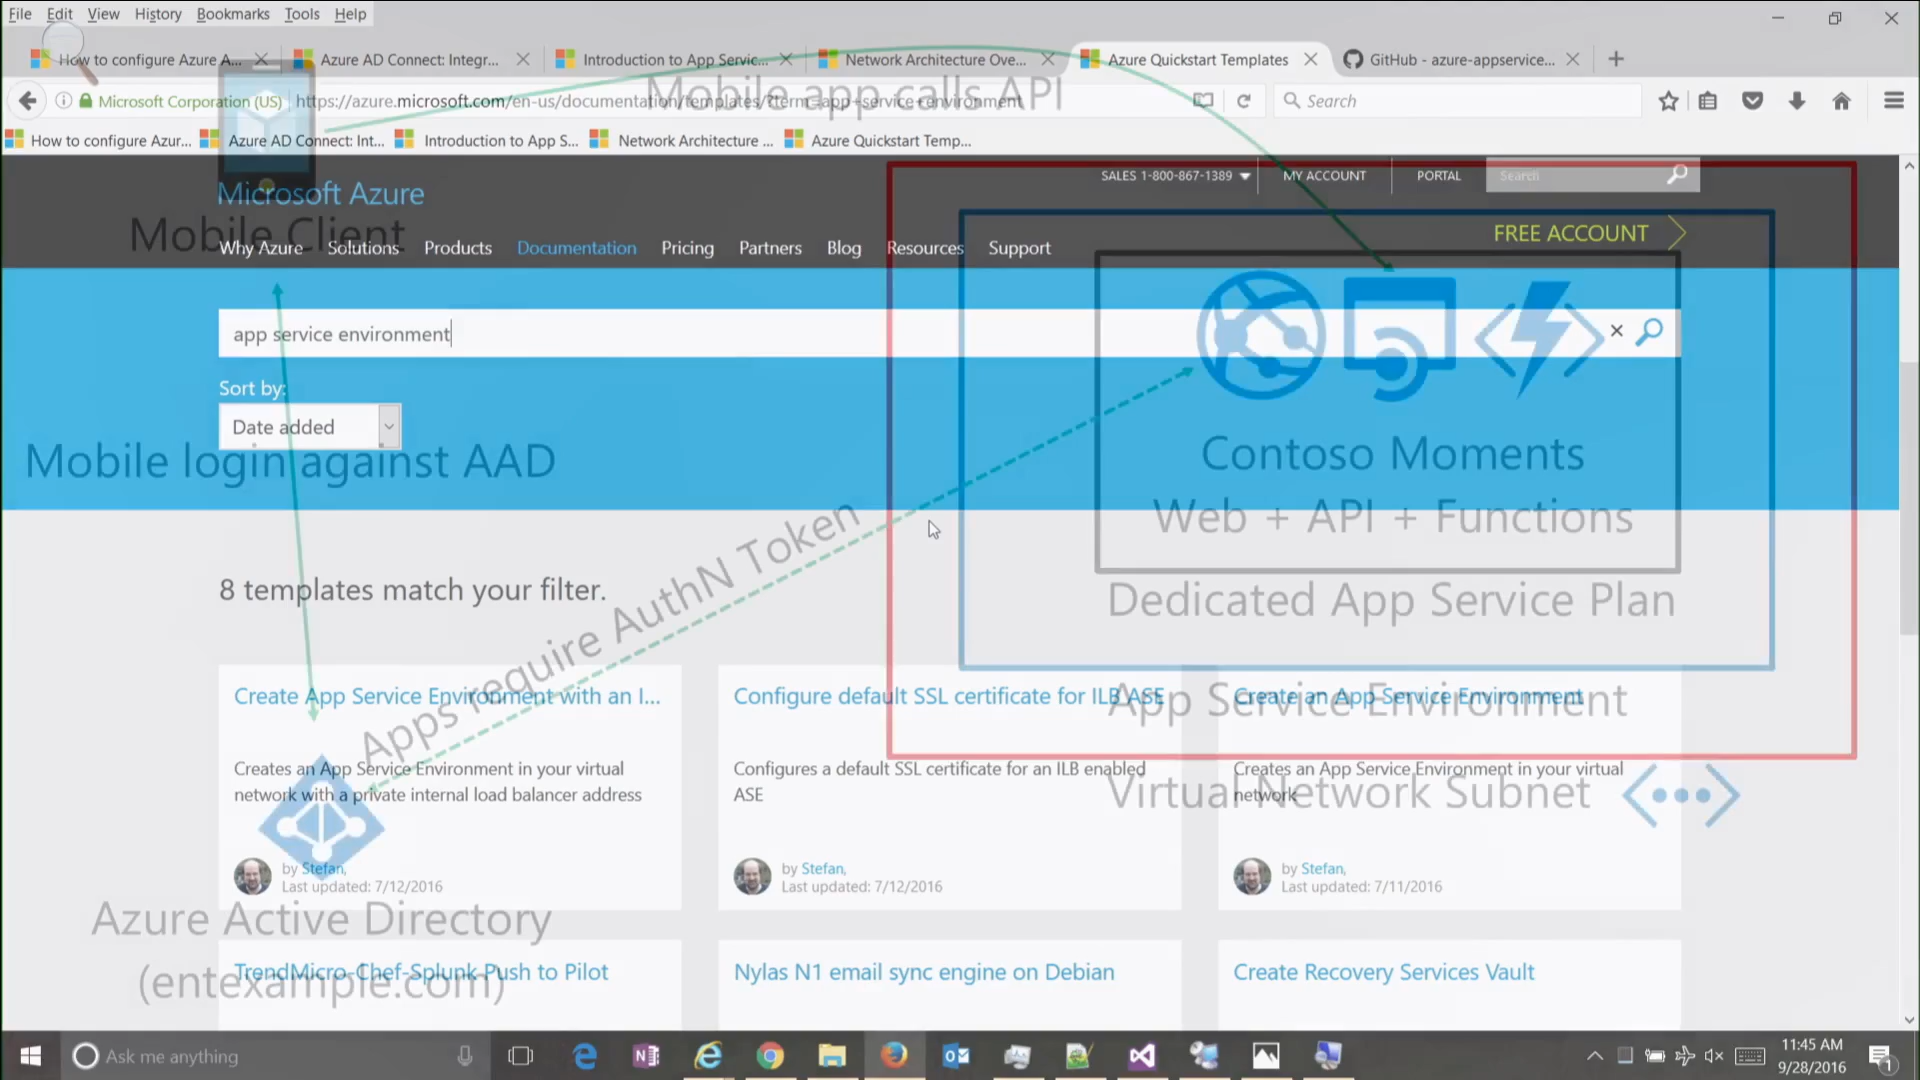 File Edit View History Bookmarks Tools Help
How to configure Azure A...
Azure AD Connect: Integr...
Introduction to App Servic...
Network Architecture Ove...
Azure Quickstart Templates
GitHub - azure-appservice...
Mobile app calls API
Microsoft Corporation (US)
https://azure.microsoft.com/en-us/documentation/templates/?term=app+service+environment
Search
How to configure Azur...
Azure AD Connect: Int...
Introduction to App S...
Network Architecture ...
Azure Quickstart Temp...
SALES 1-800-867-1389
MY ACCOUNT
PORTAL
Search
Microsoft Azure
Mobile Client
FREE ACCOUNT
Why Azure Solutions Products Documentation Pricing Partners Blog Resources Support
app service environment
Sort by:
Date added
Mobile login against AAD
Contoso Moments
Web + API + Functions
Apps require AuthN Token
Dedicated App Service Plan
8 templates match your filter.
Create App Service Environment with an I...
Configure default SSL certificate for ILB ASE
Create an App Service Environment
App Service Environment
Creates an App Service Environment in your virtual
network with a private internal load balancer address
Configures a default SSL certificate for an ILB enabled
ASE
Creates an App Service Environment in your virtual
network
Virtual Network Subnet
by Stefan,
Last updated: 7/12/2016
by Stefan,
Last updated: 7/12/2016
by Stefan,
Last updated: 7/11/2016
Azure Active Directory
(entexample.com)
TrendMicro-Chef-Splunk Push to Pilot
Nylas N1 email sync engine on Debian
Create Recovery Services Vault
Ask me anything
11:45 AM
9/28/2016
1